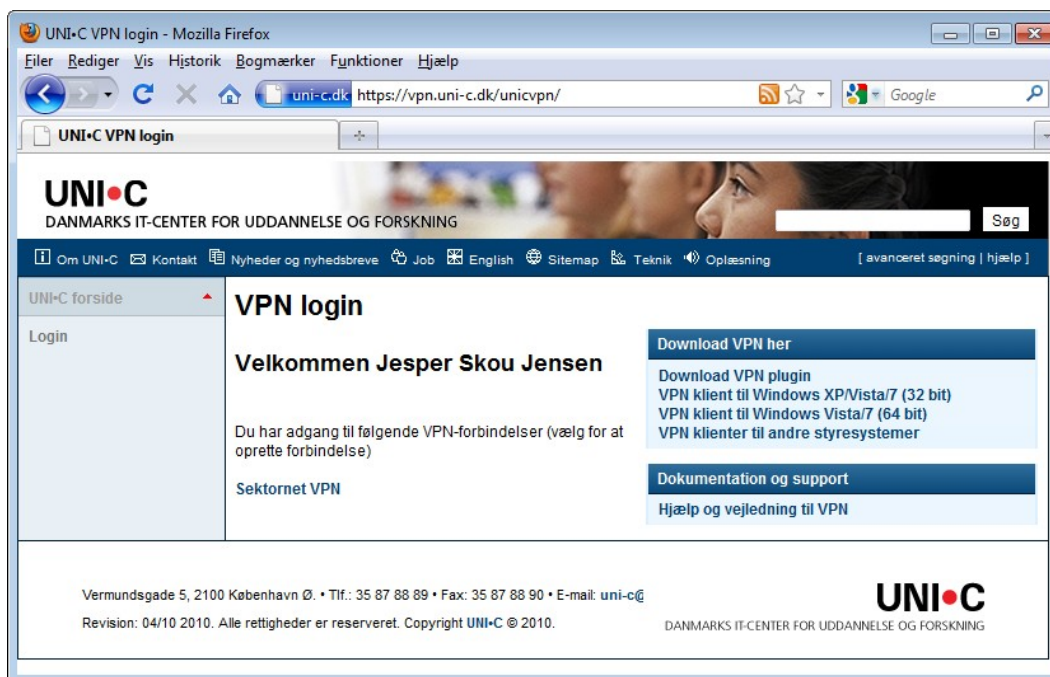 UNI•C VPN login - Mozilla Firefox
Filer Rediger Vis Historik Bogmærker Funktioner Hjælp
uni-c.dk https://vpn.uni-c.dk/unicvpn/ Google
UNI•C VPN login
UNI•C
DANMARKS IT-CENTER FOR UDDANNELSE OG FORSKNING
Søg
Om UNI•C Kontakt Nyheder og nyhedsbreve Job English Sitemap Teknik Oplæsning [ avanceret søgning | hjælp ]
UNI•C forside
Login
VPN login
Velkommen Jesper Skou Jensen
Du har adgang til følgende VPN-forbindelser (vælg for at
oprette forbindelse)
Sektornet VPN
Download VPN her
Download VPN plugin
VPN klient til Windows XP/Vista/7 (32 bit)
VPN klient til Windows Vista/7 (64 bit)
VPN klienter til andre styresystemer
Dokumentation og support
Hjælp og vejledning til VPN
Vermundsgade 5, 2100 København Ø. • Tlf.: 35 87 88 89 • Fax: 35 87 88 90 • E-mail: uni-c@
Revision: 04/10 2010. Alle rettigheder er reserveret. Copyright UNI•C © 2010.
UNI•C
DANMARKS IT-CENTER FOR UDDANNELSE OG FORSKNING